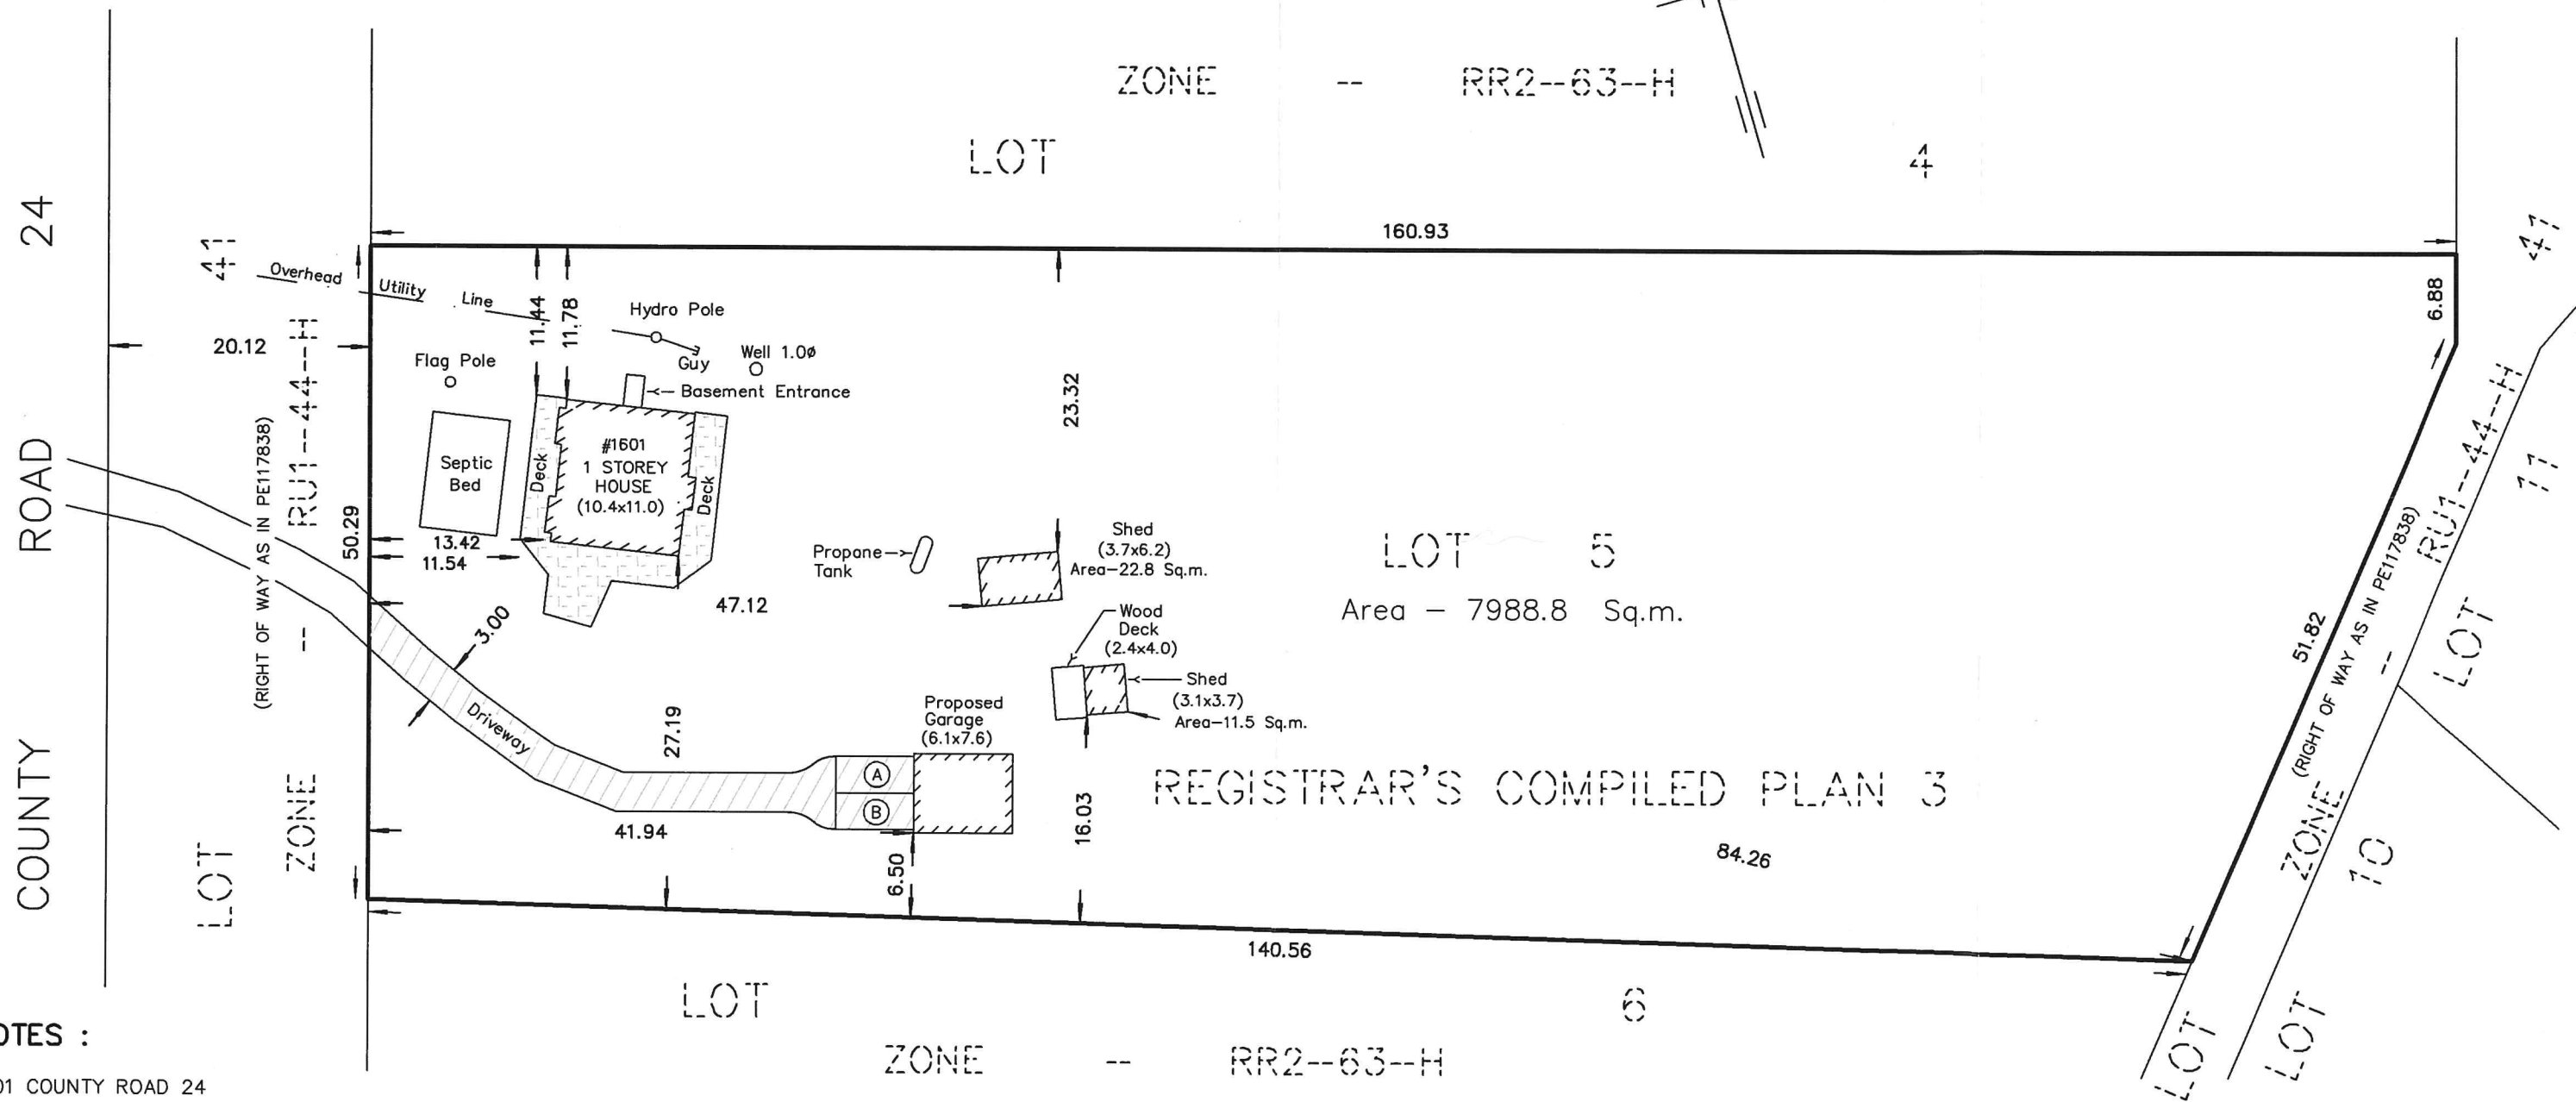 ZONE -- RR2--63--H
LOT 4
160.93
COUNTY ROAD 24
LOT 41
20.12
ZONE -- RU1--44--H
(RIGHT OF WAY AS IN PE117838)
50.29
Overhead Utility Line
11.44
11.78
Hydro Pole
Guy
Well 1.0ø
Flag Pole
Basement Entrance
Septic
Bed
Deck
#1601
1 STOREY
HOUSE
(10.4x11.0)
Deck
13.42
11.54
47.12
3.00
Driveway
27.19
41.94
Propane
Tank
23.32
Shed
(3.7x6.2)
Area-22.8 Sq.m.
Wood
Deck
(2.4x4.0)
Shed
(3.1x3.7)
Area-11.5 Sq.m.
Proposed
Garage
(6.1x7.6)
A
B
6.50
16.03
LOT 5
Area - 7988.8 Sq.m.
REGISTRAR'S COMPILED PLAN 3
84.26
140.56
6.88
51.82
(RIGHT OF WAY AS IN PE117838)
ZONE -- RU1--44--H
LOT 41
LOT 11
LOT 10
LOT 6
ZONE -- RR2--63--H
OTES :
01 COUNTY ROAD 24